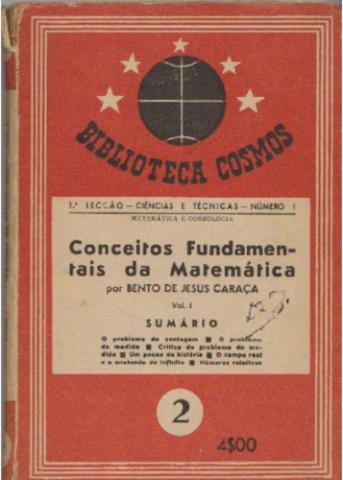 BIBLIOTECA COSMOS
1.ª SECÇÃO — CIÊNCIAS E TÉCNICAS — NÚMERO 1
MATEMÁTICA E COSMOLOGIA
Conceitos Fundamen-
tais da Matemática
por BENTO DE JESUS CARAÇA
Vol. I
SUMÁRIO
O problema da contagem ■ O problema
da medida ■ Crítica do problema da me-
dida ■ Um pouco de história ■ O campo real
e a anatomia do infinito ■ Números relativos
2
4$00